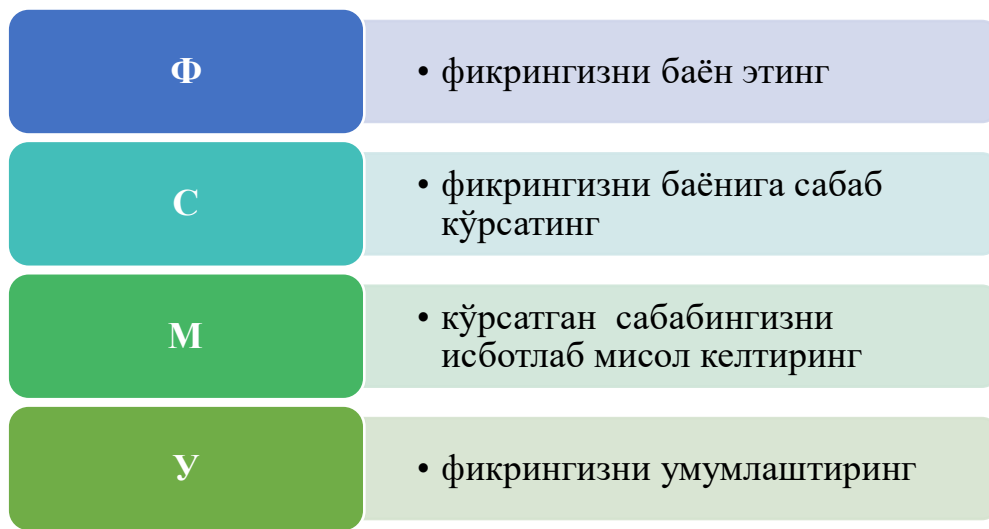 Ф
• фикрингизни баён этинг
С
• фикрингизни баёнига сабаб
кўрсатинг
М
• кўрсатган  сабабингизни
исботлаб мисол келтиринг
У
• фикрингизни умумлаштиринг